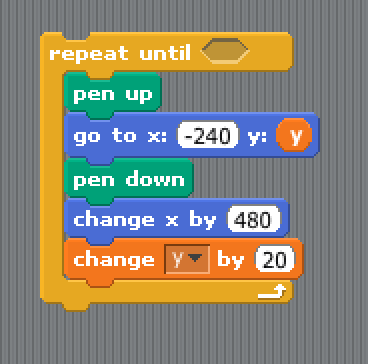 repeat until
pen up
go to x: -240 y: y
pen down
change x by 480
change y by 20